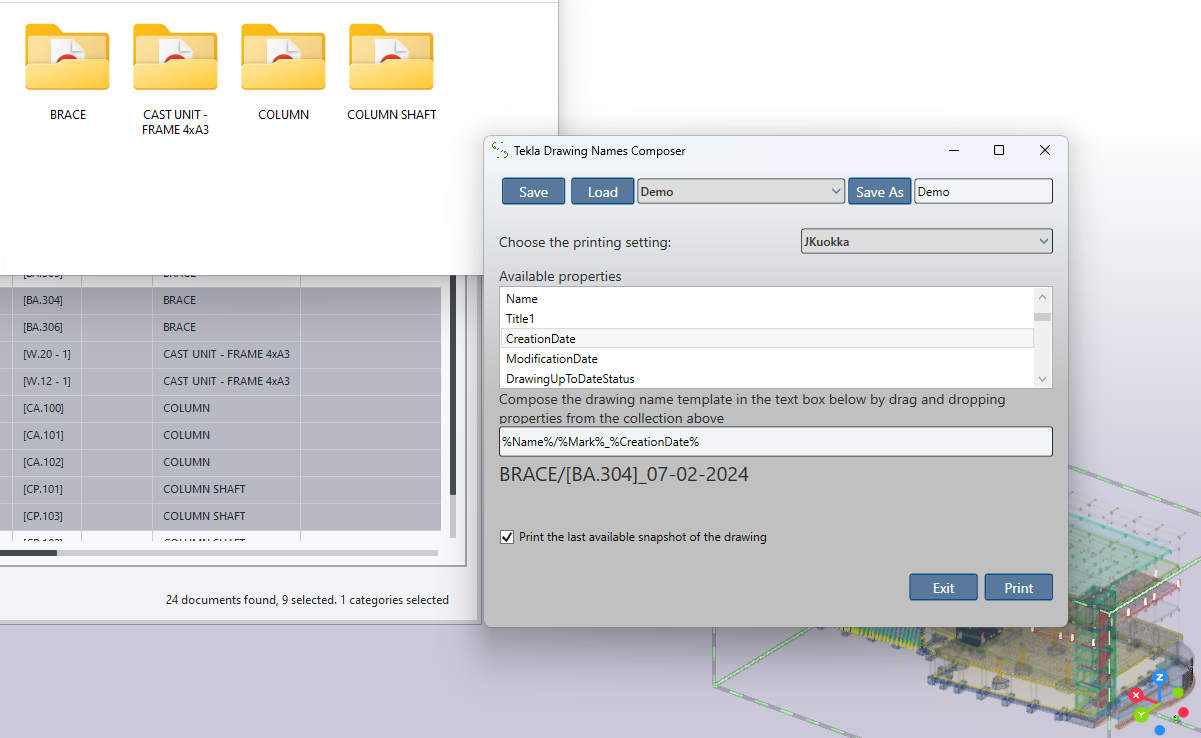 BRACE
CAST UNIT -
FRAME 4xA3
COLUMN
COLUMN SHAFT
Tekla Drawing Names Composer
Save
Load
Demo
Save As
Demo
Choose the printing setting:
JKuokka
Available properties
Name
Title1
CreationDate
ModificationDate
DrawingUpToDateStatus
Compose the drawing name template in the text box below by drag and dropping
properties from the collection above
%Name%/%Mark%_%CreationDate%
BRACE/[BA.304]_07-02-2024
Print the last available snapshot of the drawing
Exit
Print
[BA.304] BRACE
[BA.306] BRACE
[W.20 - 1] CAST UNIT - FRAME 4xA3
[W.12 - 1] CAST UNIT - FRAME 4xA3
[CA.100] COLUMN
[CA.101] COLUMN
[CA.102] COLUMN
[CP.101] COLUMN SHAFT
[CP.103] COLUMN SHAFT
24 documents found, 9 selected. 1 categories selected
Z
X
Y